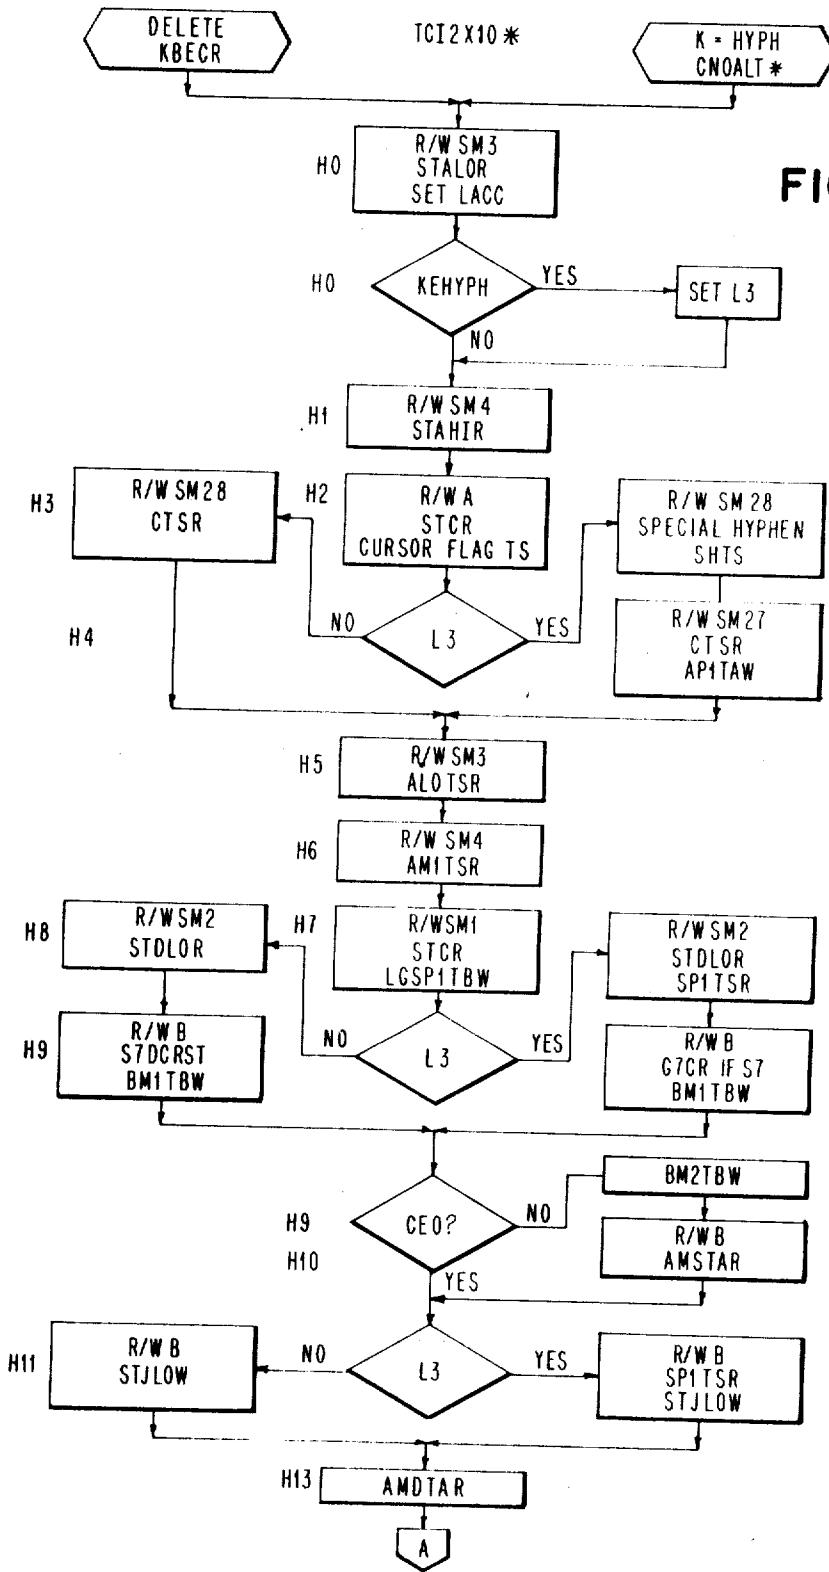 DELETE
KBECR
TCI2X10*
K = HYPH
CNOALT*
FIG
H0
R/W SM3
STALOR
SET LACC
H0
KEHYPH
YES
SET L3
NO
H1
R/W SM4
STAHIR
H3
R/W SM28
CTSR
H2
R/W A
STCR
CURSOR FLAG TS
R/W SM28
SPECIAL HYPHEN
SHTS
H4
NO
L3
YES
R/W SM27
CTSR
AP1TAW
H5
R/W SM3
ALOTSR
H6
R/W SM4
AM1TSR
H8
R/W SM2
STDLOR
H7
R/W SM1
STCR
LGSP1TBW
R/W SM2
STDLOR
SP1TSR
H9
R/W B
S7DCRST
BM1TBW
NO
L3
YES
R/W B
G7CR IF S7
BM1TBW
H9
CEO?
NO
BM2TBW
H10
YES
R/W B
AMSTAR
H11
R/W B
STJLOW
NO
L3
YES
R/W B
SP1TSR
STJLOW
H13
AMDTAR
A